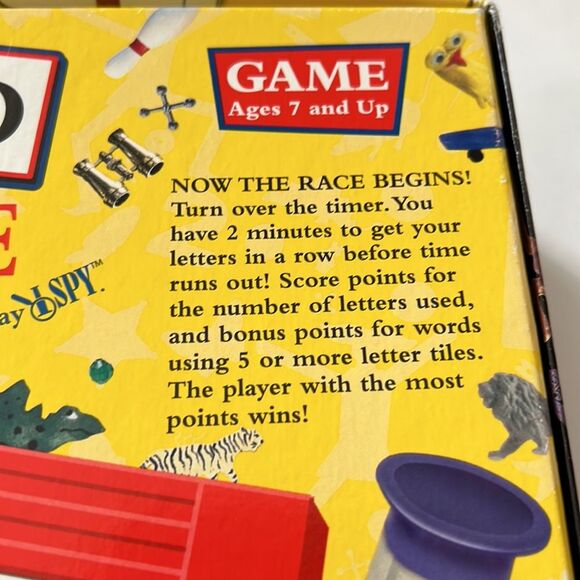 GAME
Ages 7 and Up
NOW THE RACE BEGINS!
Turn over the timer. You
have 2 minutes to get your
letters in a row before time
runs out! Score points for
the number of letters used,
and bonus points for words
using 5 or more letter tiles.
The player with the most
points wins!
D
E
ay I SPY™